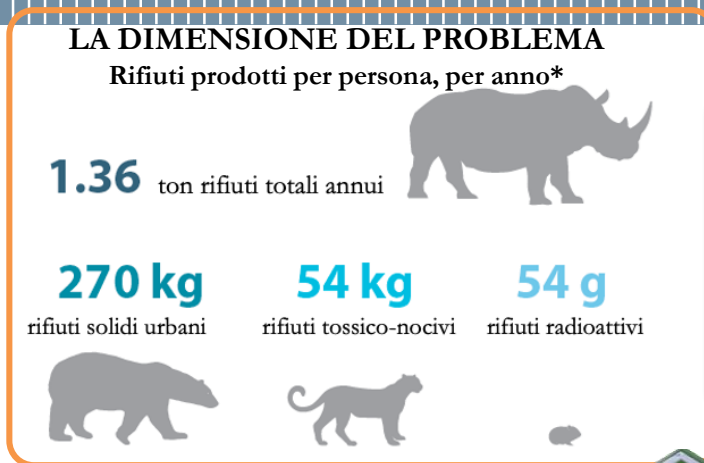 LA DIMENSIONE DEL PROBLEMA
Rifiuti prodotti per persona, per anno*
1.36 ton rifiuti totali annui
270 kg
rifiuti solidi urbani
54 kg
rifiuti tossico-nocivi
54 g
rifiuti radioattivi